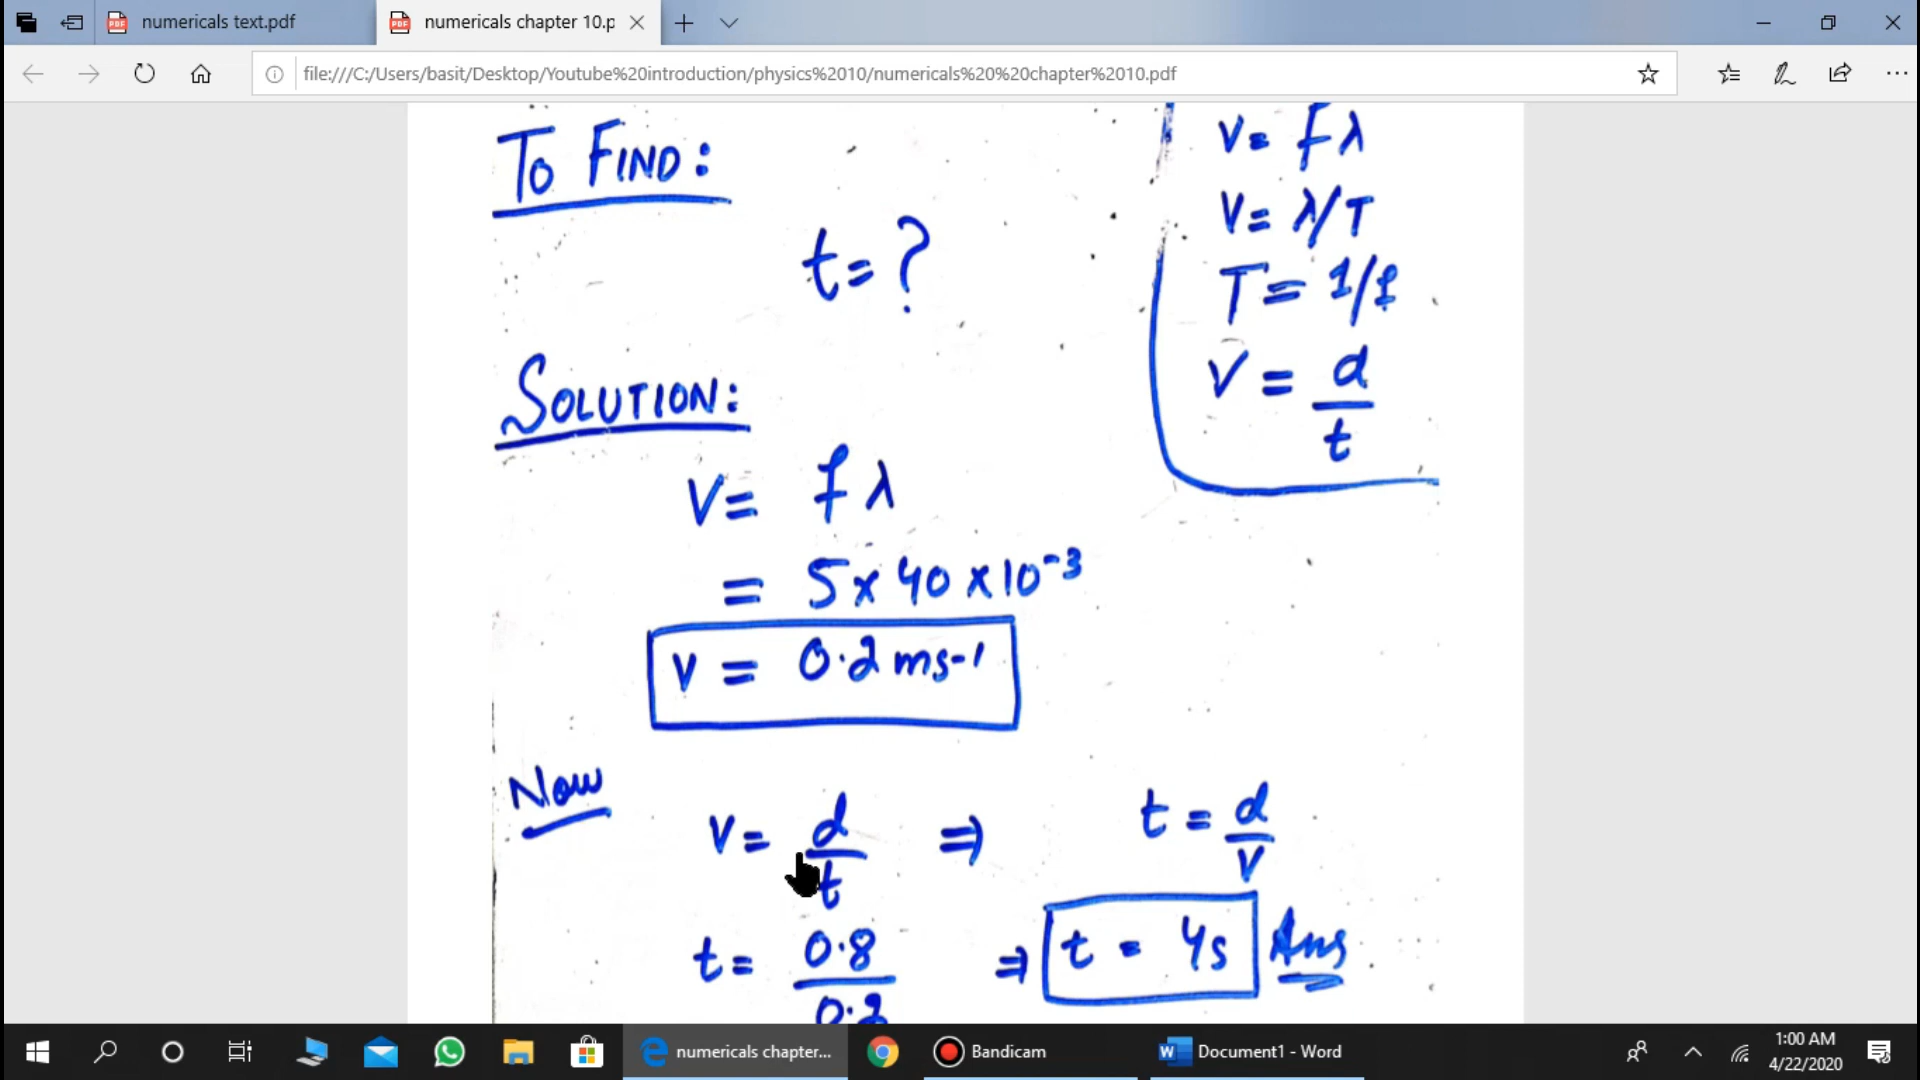 numericals text.pdf
numericals chapter 10.p
file:///C:/Users/basit/Desktop/Youtube%20introduction/physics%2010/numericals%20%20chapter%2010.pdf
To FIND:
t = ?
V = fλ
V = λ/T
T = 1/f
V = d
t
SOLUTION:
V = fλ
= 5 x 40 x 10-3
V = 0.2 ms-1
Now
V = d
t
⇒
t = d
V
t = 0.8
0.2
⇒ t = 4s Ans
numericals chapter...
Bandicam
Document1 - Word
1:00 AM
4/22/2020